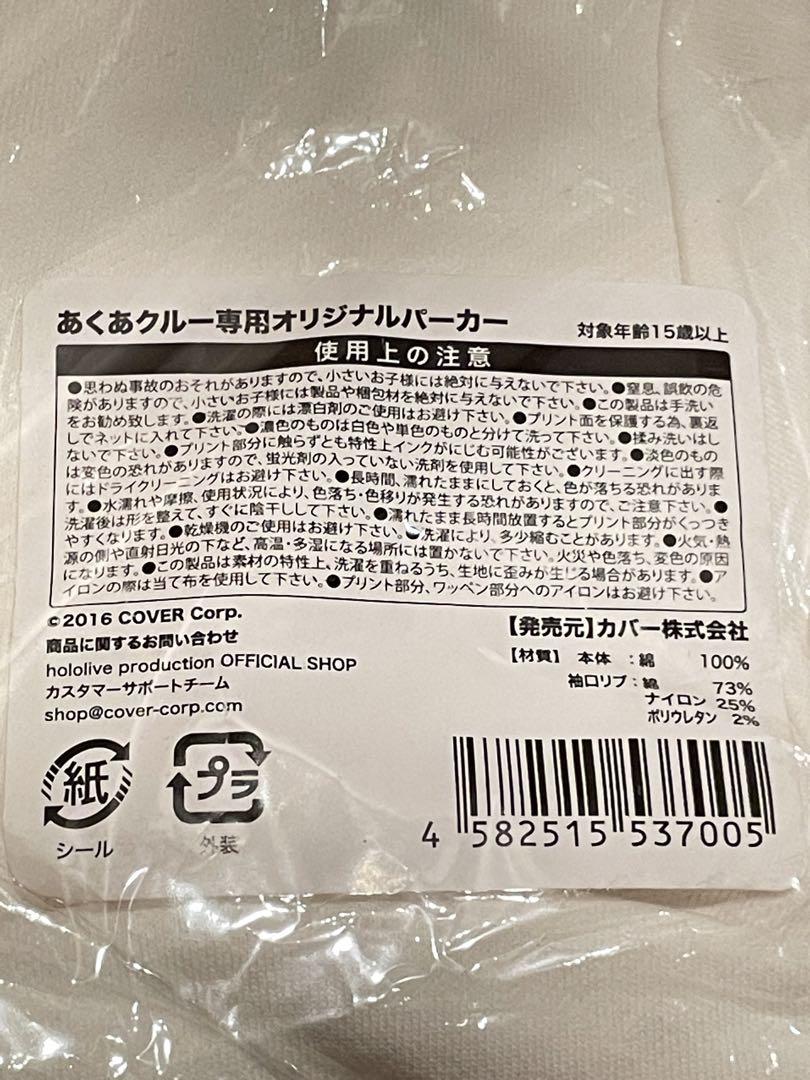 あくあクルー専用オリジナルパーカー 対象年齢15歳以上
使用上の注意
●思わぬ事故のおそれがありますので、小さいお子様には絶対に与えないで下さい。●窒息、誤飲の危
険がありますので、小さいお子様には製品や梱包材を絶対に与えないで下さい。●この製品は手洗い
をお勧め致します。●洗濯の際には漂白剤のご使用はお避け下さい。●プリント面を保護する為、裏返
してネットに入れて下さい。●濃色のものは白色や単色のものと分けて洗って下さい。●揉み洗いはし
ないで下さい。●プリント部分に触らずとも特性上インクがにじむ可能性がございます。●淡色のもの
は変色の恐れがありますので、蛍光剤の入っていない洗剤を使用して下さい。●クリーニングに出す際
にはドライクリーニングはお避け下さい。●長時間、濡れたままにしておくと、色が落ちる恐れがありま
す。●水濡れや摩擦、使用状況により、色落ち・色移りが発生する恐れがありますので、ご注意下さい。●
洗濯後は形を整えて、すぐに陰干しして下さい。●濡れたまま長時間放置するとプリント部分がくっつき
やすくなります。●乾燥機のご使用はお避け下さい。●洗濯により、多少縮むことがあります。●火気・熱
源の側や直射日光の下など、高温・多湿になる場所には置かないで下さい。火災や色落ち、変色の原因
になります。●この製品は素材の特性上、洗濯を重ねるうち、生地に歪みが生じる場合があります。●ア
イロンの際は当て布を使用して下さい。●プリント部分、ワッペン部分へのアイロンはお避け下さい。
©2016 COVER Corp.
商品に関するお問い合わせ
hololive production OFFICIAL SHOP
カスタマーサポートチーム
shop@cover-corp.com
【発売元】カバー株式会社
【材質】 本体 : 綿 100%
袖口リブ : 綿 73%
ナイロン 25%
ポリウレタン 2%
紙
シール
プラ
外装
4 582515 537005